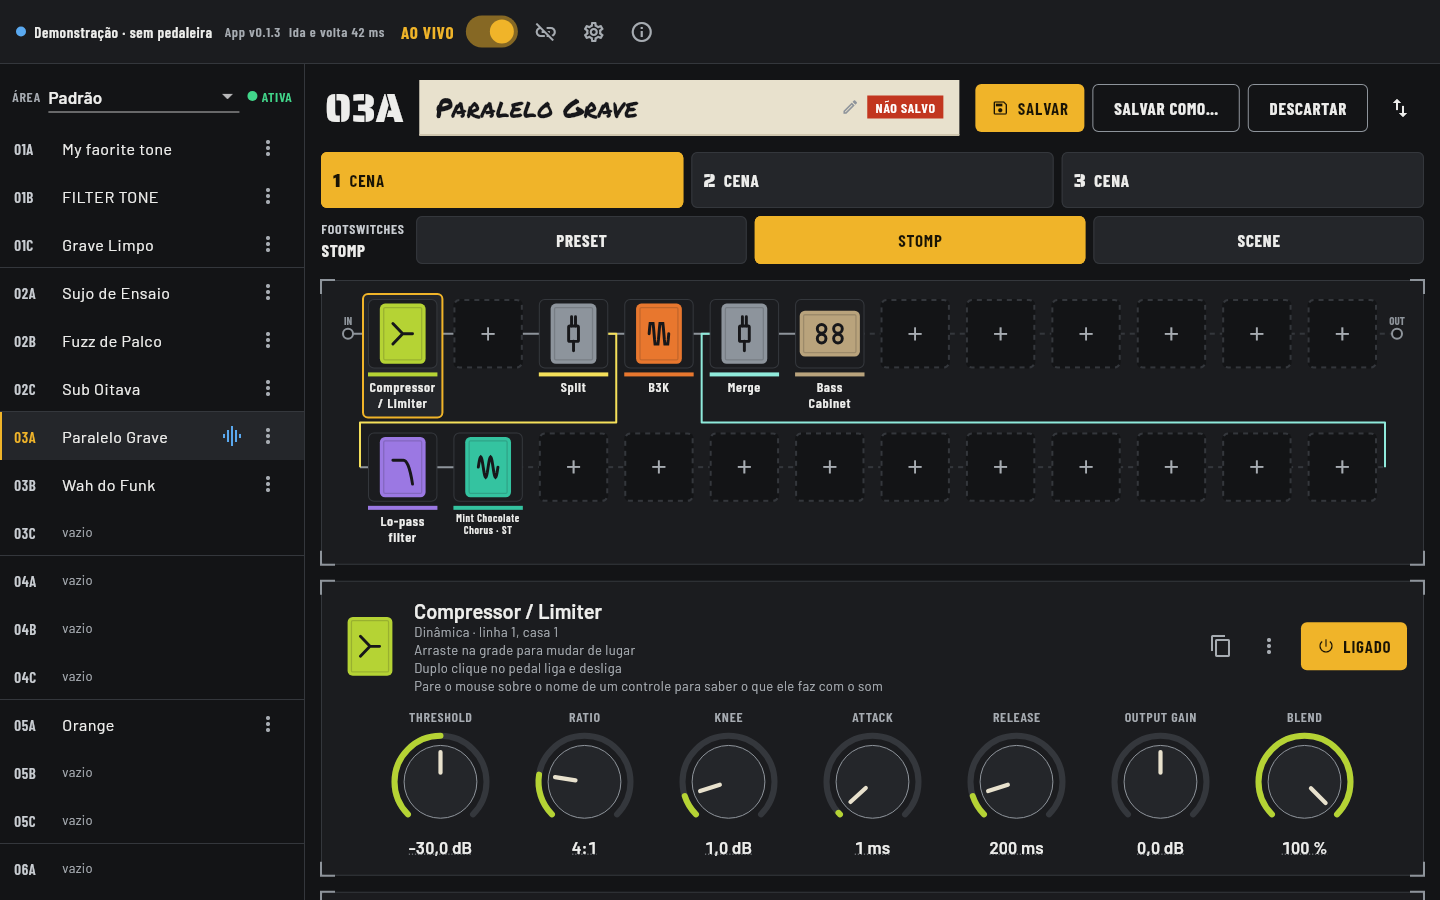 Demonstração · sem pedaleira App v0.1.3 Ida e volta 42 ms AO VIVO
ÁREA Padrão ATIVA
01A My faorite tone
01B FILTER TONE
01C Grave Limpo
02A Sujo de Ensaio
02B Fuzz de Palco
02C Sub Oitava
03A Paralelo Grave
03B Wah do Funk
03C vazio
04A vazio
04B vazio
04C vazio
05A Orange
05B vazio
05C vazio
06A vazio
03A PARALELO GRAVE NÃO SALVO SALVAR SALVAR COMO... DESCARTAR
1 CENA 2 CENA 3 CENA
FOOTSWITCHES
STOMP PRESET STOMP SCENE
IN OUT
Compressor
/ Limiter
Split B3K Merge Bass
Cabinet
Lo-pass
filter
Mint Chocolate
Chorus · ST
Compressor / Limiter
Dinâmica · linha 1, casa 1
Arraste na grade para mudar de lugar
Duplo clique no pedal liga e desliga
Pare o mouse sobre o nome de um controle para saber o que ele faz com o som
LIGADO
THRESHOLD RATIO KNEE ATTACK RELEASE OUTPUT GAIN BLEND
-30,0 dB 4:1 1,0 dB 1 ms 200 ms 0,0 dB 100 %